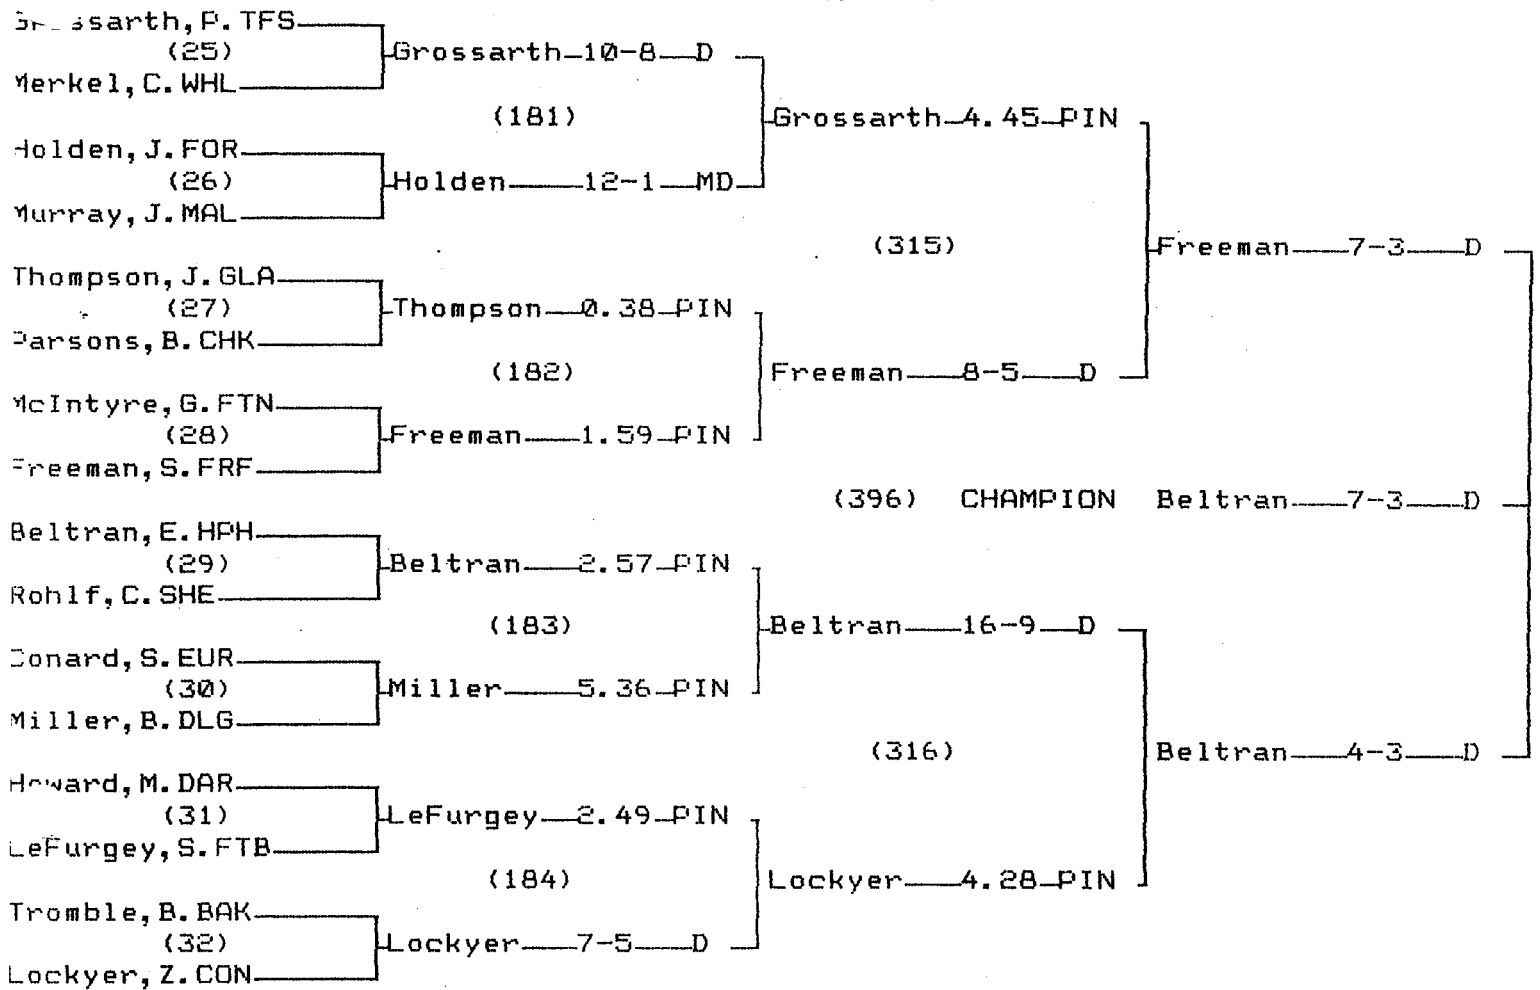 Grossarth, P. TFS
(25) Grossarth 10-8 D
Merkel, C. WHL
(181) Grossarth 4.45 PIN
Holden, J. FOR
(26) Holden 12-1 MD
Murray, J. MAL
(315) Freeman 7-3 D
Thompson, J. GLA
(27) Thompson 0.38 PIN
Parsons, B. CHK
(182) Freeman 8-5 D
McIntyre, G. FTN
(28) Freeman 1.59 PIN
Freeman, S. FRF
(396) CHAMPION Beltran 7-3 D
Beltran, E. HPH
(29) Beltran 2.57 PIN
Rohlf, C. SHE
(183) Beltran 16-9 D
Conard, S. EUR
(30) Miller 5.36 PIN
Miller, B. DLG
(316) Beltran 4-3 D
Howard, M. DAR
(31) LeFurgey 2.49 PIN
LeFurgey, S. FTB
(184) Lockyer 4.28 PIN
Tromble, B. BAK
(32) Lockyer 7-5 D
Lockyer, Z. CON